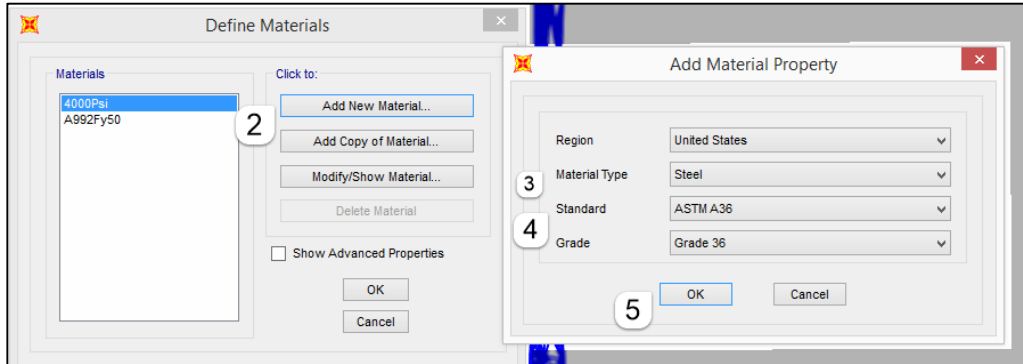 Define Materials
Materials
4000Psi
A992Fy50
Click to:
2
Add New Material...
Add Copy of Material...
Modify/Show Material...
Delete Material
Show Advanced Properties
OK
Cancel
Add Material Property
Region United States
Material Type Steel
3
Standard ASTM A36
4
Grade Grade 36
5
OK Cancel